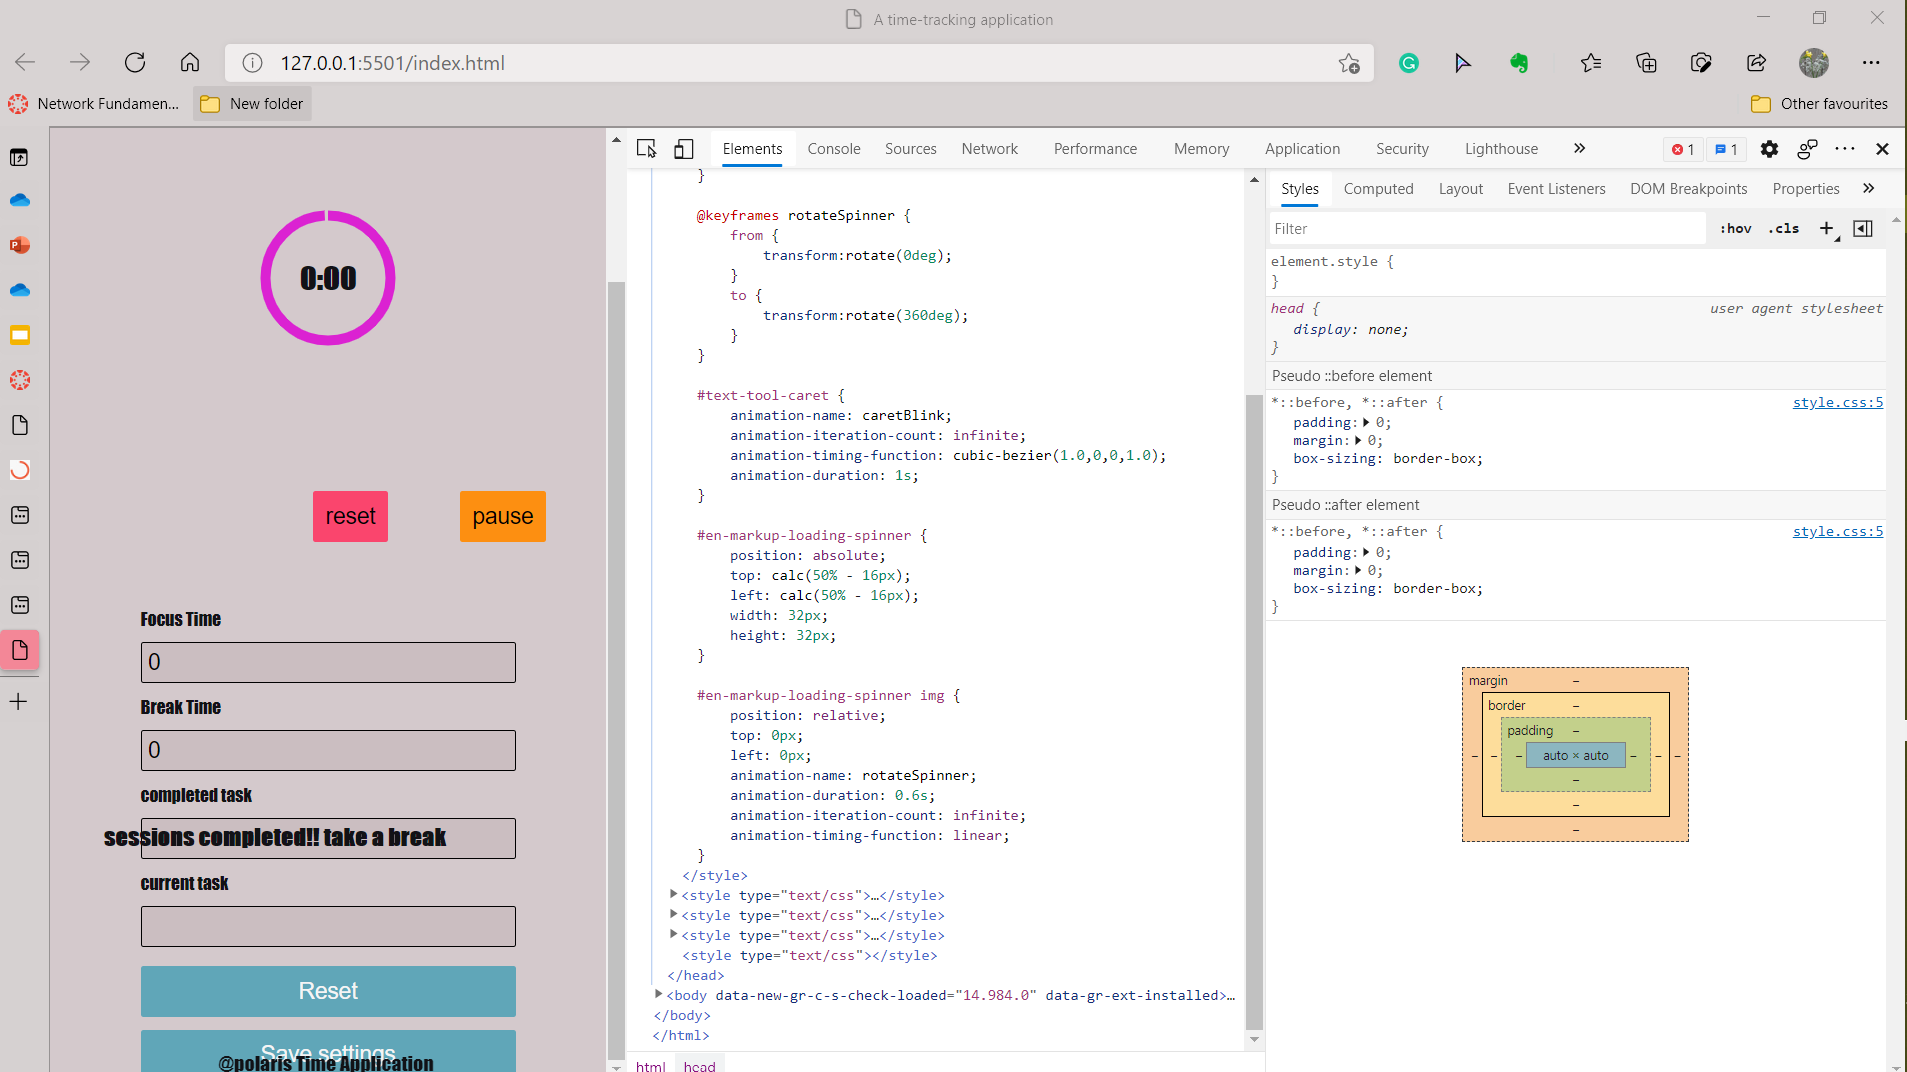 A time-tracking application
127.0.0.1:5501/index.html
Network Fundamen...
New folder
Other favourites
0:00
reset
pause
Focus Time
0
Break Time
0
completed task
sessions completed!! take a break
current task
Reset
Save settings
@polaris Time Application
Elements
Console
Sources
Network
Performance
Memory
Application
Security
Lighthouse
1
1
}
@keyframes rotateSpinner {
from {
transform:rotate(0deg);
}
to {
transform:rotate(360deg);
}
}
#text-tool-caret {
animation-name: caretBlink;
animation-iteration-count: infinite;
animation-timing-function: cubic-bezier(1.0,0,0,1.0);
animation-duration: 1s;
}
#en-markup-loading-spinner {
position: absolute;
top: calc(50% - 16px);
left: calc(50% - 16px);
width: 32px;
height: 32px;
}
#en-markup-loading-spinner img {
position: relative;
top: 0px;
left: 0px;
animation-name: rotateSpinner;
animation-duration: 0.6s;
animation-iteration-count: infinite;
animation-timing-function: linear;
}
</style>
<style type="text/css">…</style>
<style type="text/css">…</style>
<style type="text/css">…</style>
<style type="text/css"></style>
</head>
<body data-new-gr-c-s-check-loaded="14.984.0" data-gr-ext-installed>…
</body>
</html>
html head
Styles
Computed
Layout
Event Listeners
DOM Breakpoints
Properties
Filter
:hov
.cls
element.style {
}
head {
user agent stylesheet
display: none;
}
Pseudo ::before element
*::before, *::after {
style.css:5
padding: 0;
margin: 0;
box-sizing: border-box;
}
Pseudo ::after element
*::before, *::after {
style.css:5
padding: 0;
margin: 0;
box-sizing: border-box;
}
margin –
border –
padding –
– – – auto × auto – – –
–
–
–